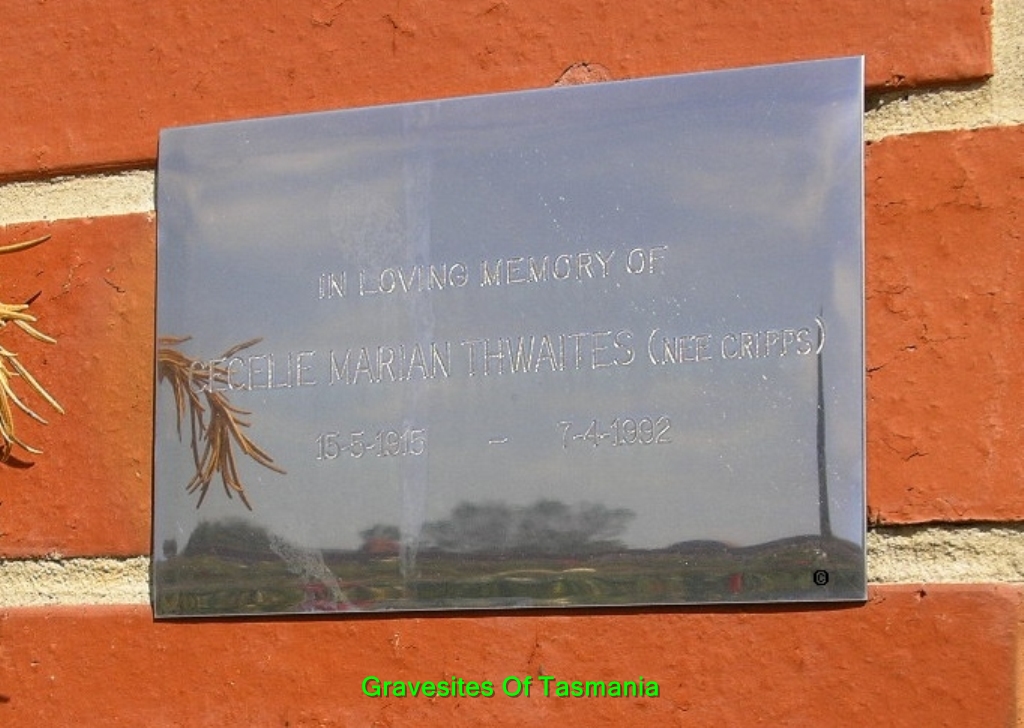 IN LOVING MEMORY OF
CECELIE MARIAN THWAITES (NEE CRIPPS)
15-5-1915 - 7-4-1992
©
Gravesites Of Tasmania